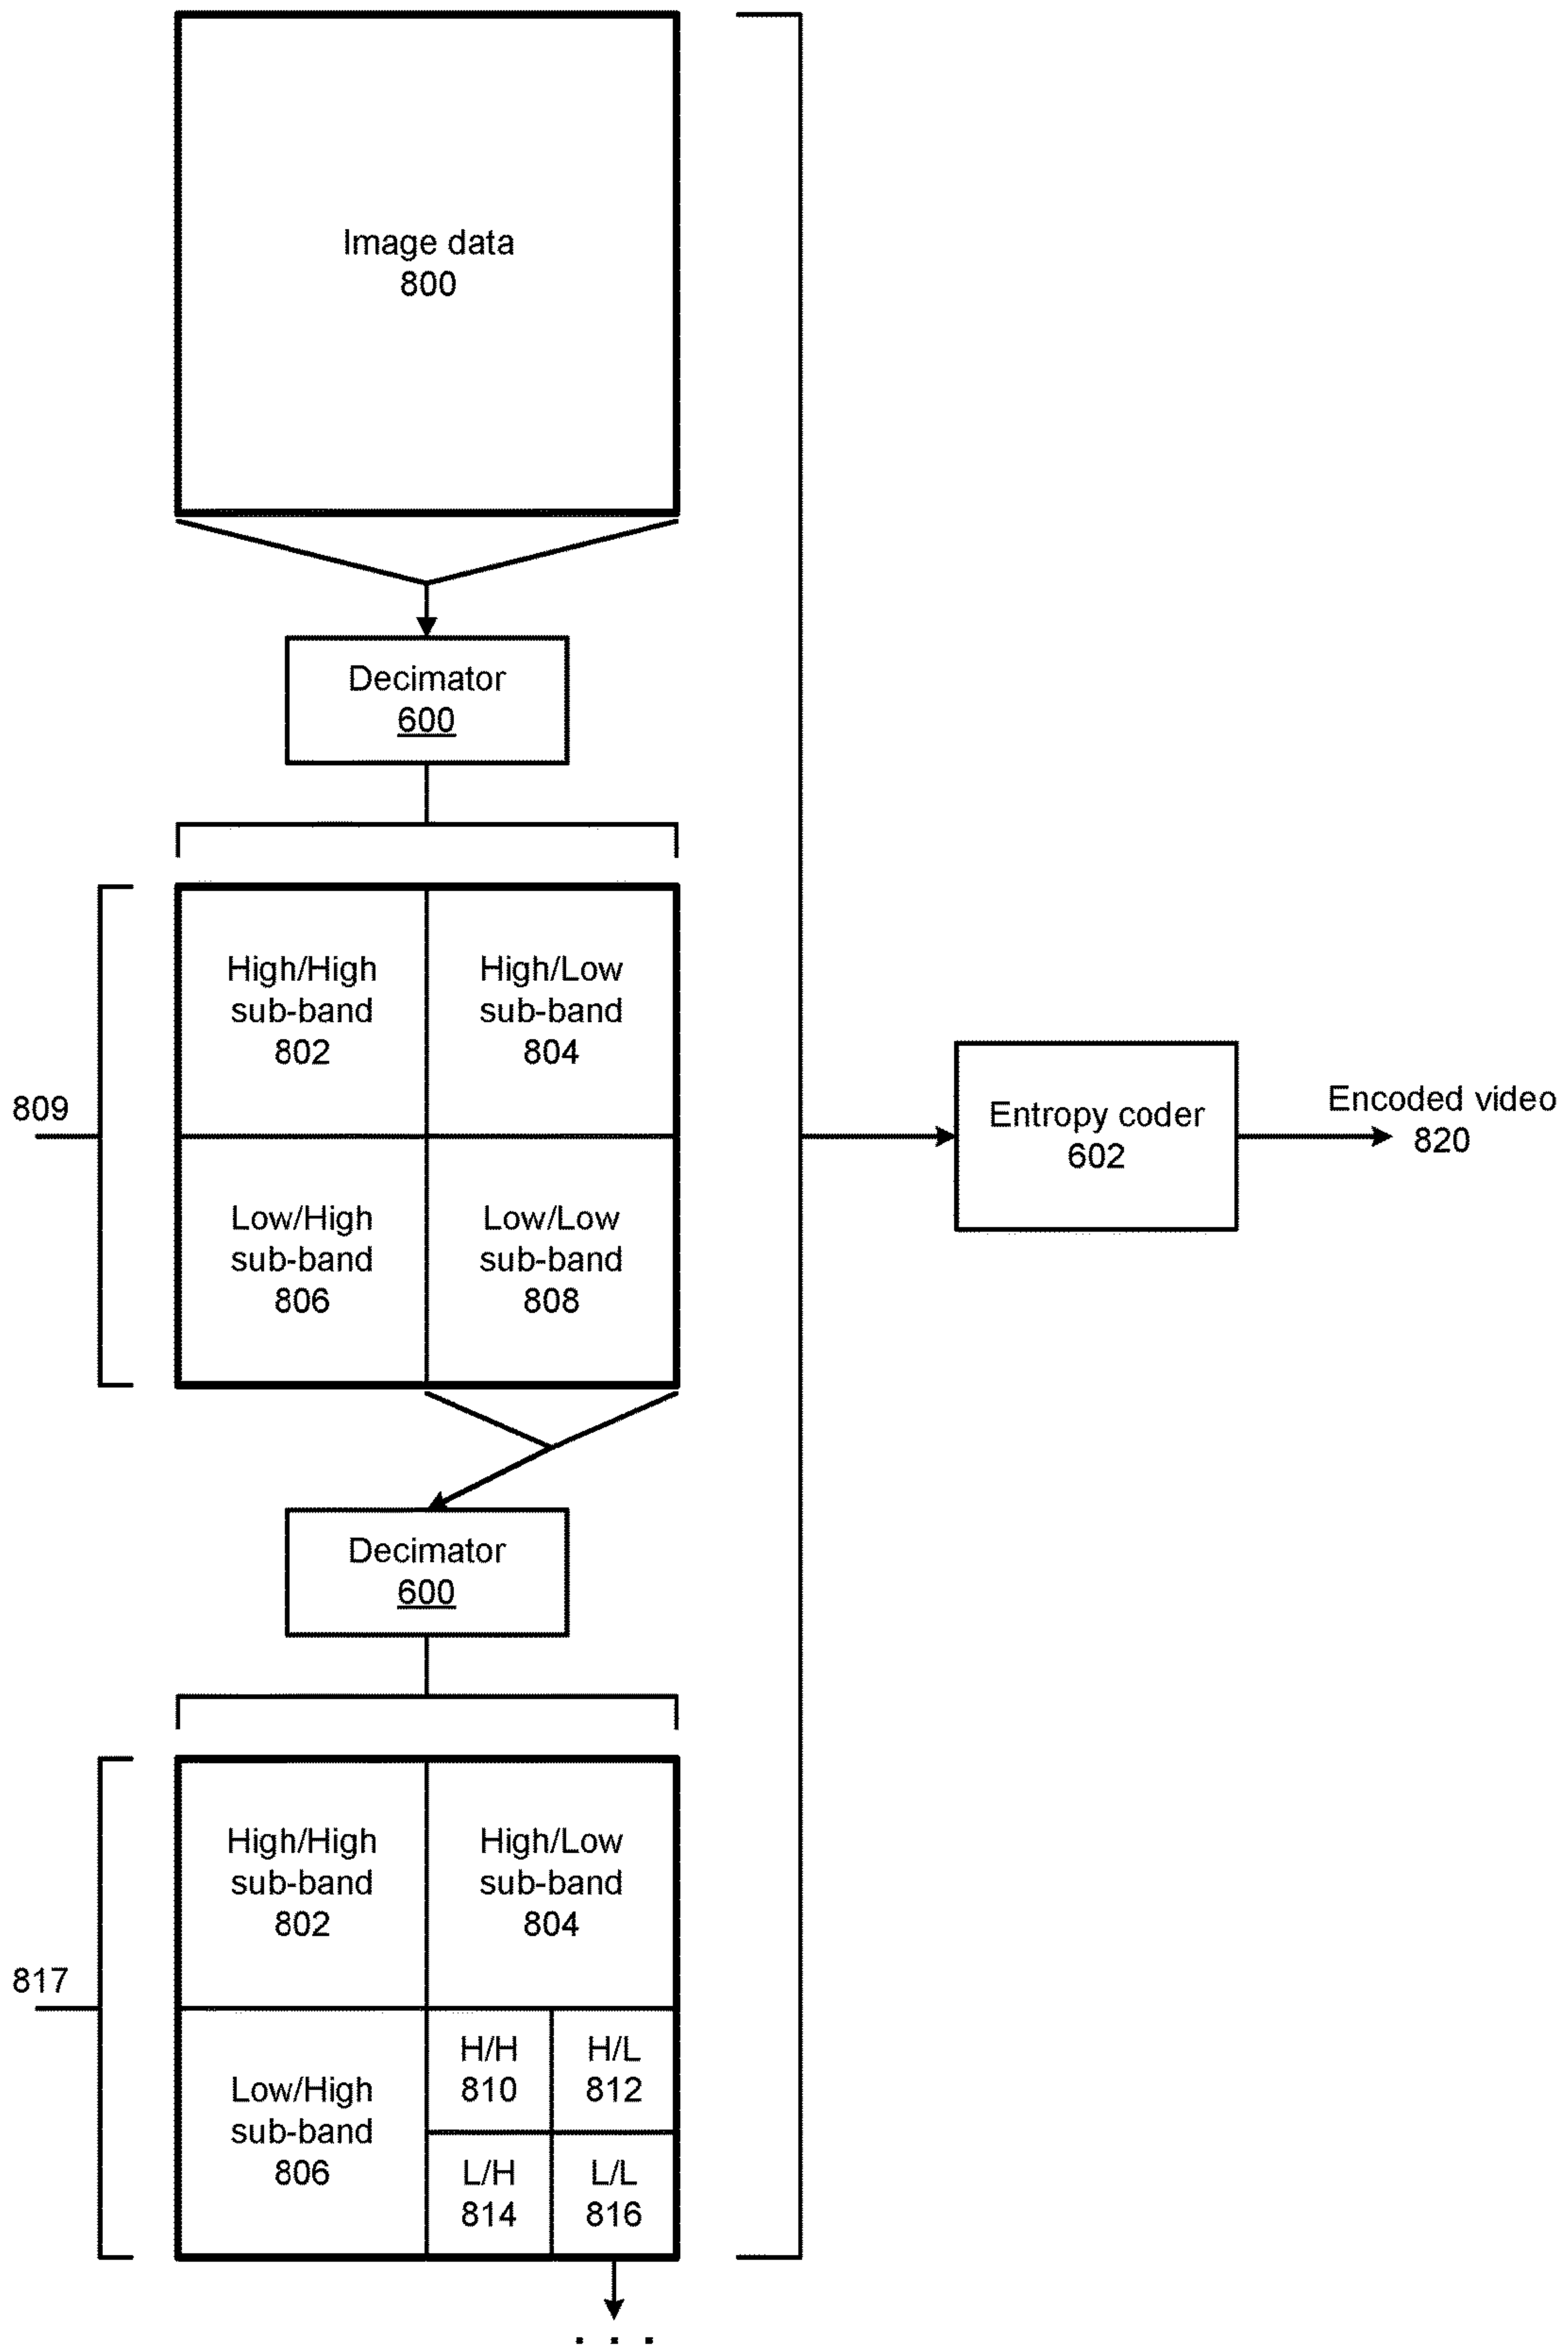 Image data
800
Decimator
600
High/High
sub-band
802
High/Low
sub-band
804
809
Low/High
sub-band
806
Low/Low
sub-band
808
Entropy coder
602
Encoded video
820
Decimator
600
High/High
sub-band
802
High/Low
sub-band
804
817
Low/High
sub-band
806
H/H
810
H/L
812
L/H
814
L/L
816
. . .